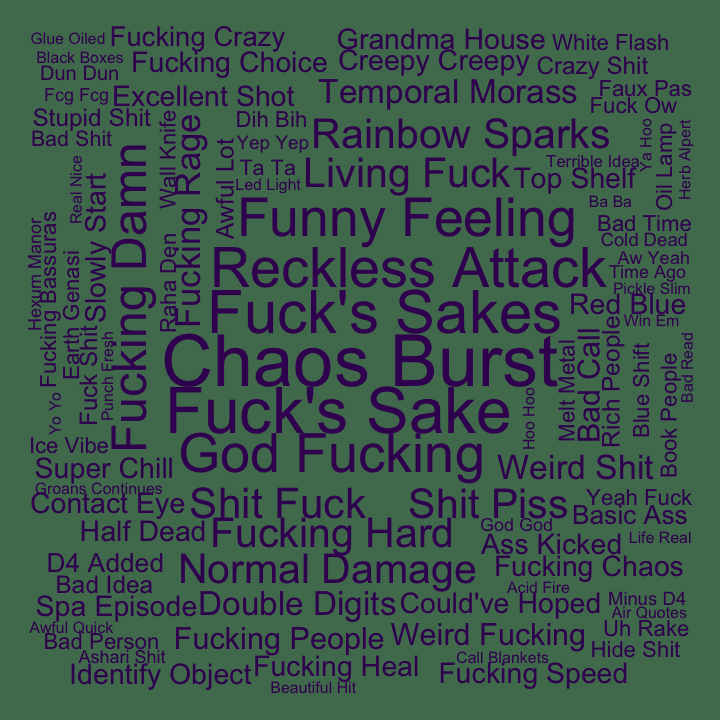 Glue Oiled
Fucking Crazy
Grandma House
White Flash
Black Boxes
Dun Dun
Fucking Choice
Creepy Creepy
Crazy Shit
Fcg Fcg
Excellent Shot
Temporal Morass
Faux Pas
Fuck Ow
Stupid Shit
Bad Shit
Dih Bih
Yep Yep
Rainbow Sparks
Ya Hoo
Oil Lamp
Herb Alpert
Wall Knife
Fucking Rage
Awful Lot
Ta Ta
Led Light
Living Fuck
Terrible Idea
Top Shelf
Real Nice
Slowly Start
Fucking Damn
Funny Feeling
Ba Ba
Bad Time
Cold Dead
Hexum Manor
Fucking Bassuras
Earth Genasi
Raha Den
Reckless Attack
Aw Yeah
Time Ago
Pickle Slim
Fuck's Sakes
Red Blue
Win Em
Yo Yo
Fuck Shit
Punch Fresh
Chaos Burst
Melt Metal
Bad Call
Rich People
Blue Shift
Book People
Bad Read
Fuck's Sake
Hoo Hoo
Ice Vibe
God Fucking
Super Chill
Weird Shit
Groans Continues
Contact Eye
Shit Fuck
Shit Piss
Yeah Fuck
Basic Ass
Half Dead
Fucking Hard
God God
Ass Kicked
Life Real
D4 Added
Normal Damage
Fucking Chaos
Bad Idea
Acid Fire
Spa Episode
Double Digits
Could've Hoped
Minus D4
Air Quotes
Awful Quick
Bad Person
Fucking People
Weird Fucking
Uh Rake
Hide Shit
Ashari Shit
Identify Object
Fucking Heal
Call Blankets
Fucking Speed
Beautiful Hit